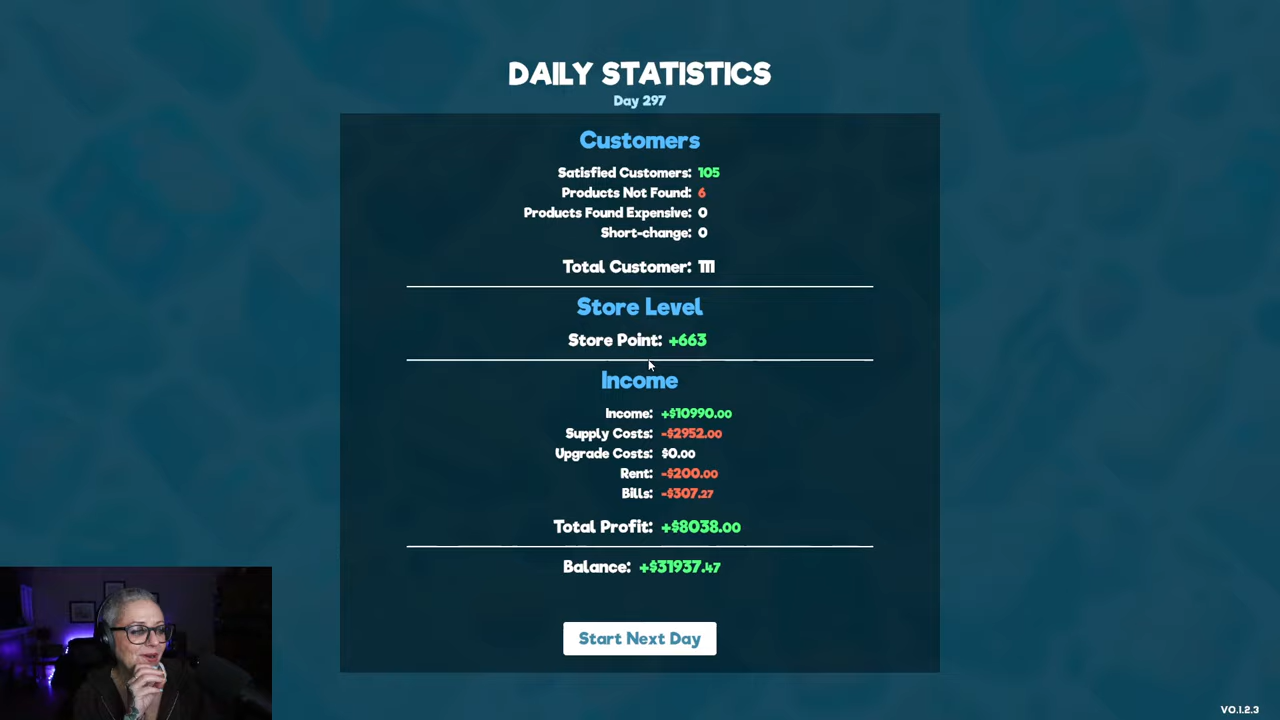 DAILY STATISTICS
Day 297
Customers
Satisfied Customers: 105
Products Not Found: 6
Products Found Expensive: 0
Short-change: 0
Total Customer: 111
Store Level
Store Point: +663
Income
Income: +$10990.00
Supply Costs: -$2952.00
Upgrade Costs: $0.00
Rent: -$200.00
Bills: -$307.27
Total Profit: +$8038.00
Balance: +$31937.47
Start Next Day
V0.1.2.3